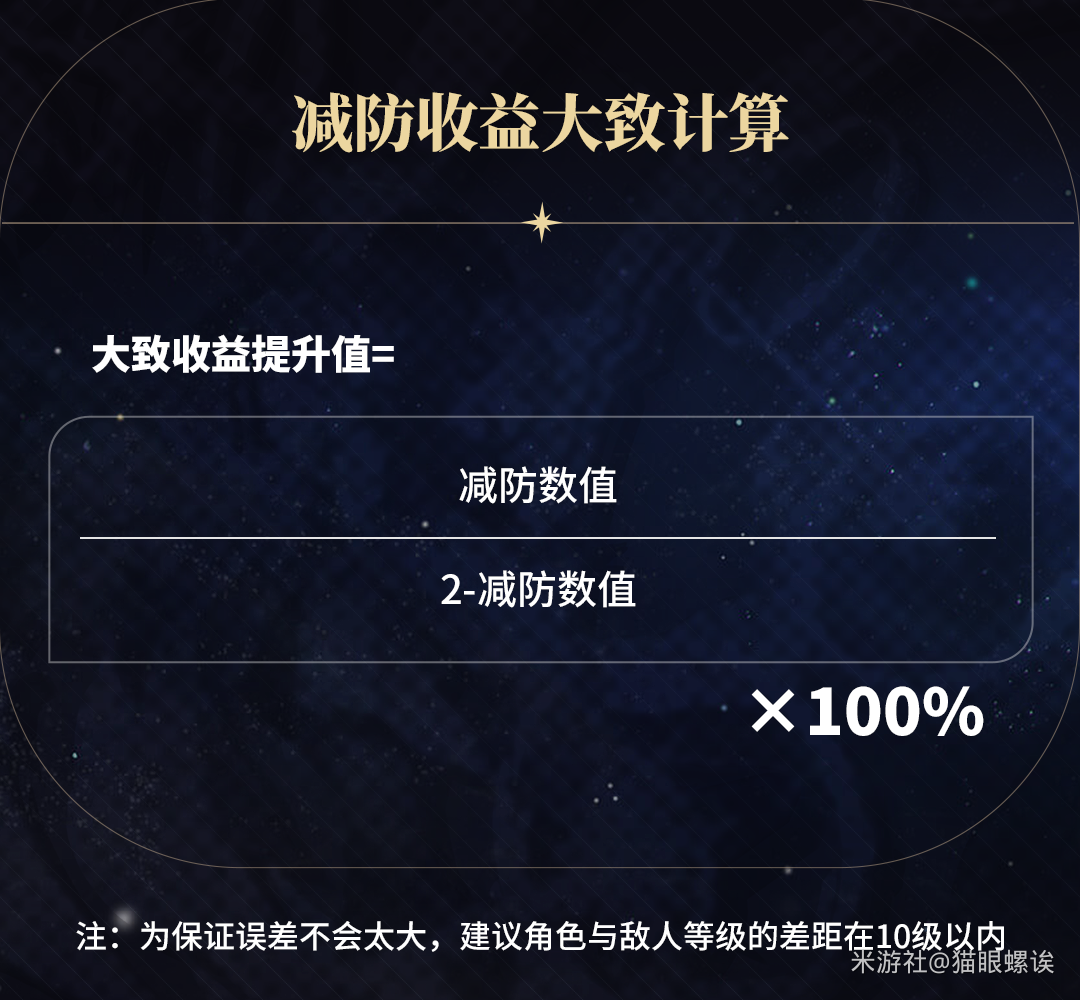 减防收益大致计算
大致收益提升值=
减防数值
2-减防数值
×100%
注：为保证误差不会太大，建议角色与敌人等级的差距在10级以内
米游社@猫眼螺诶